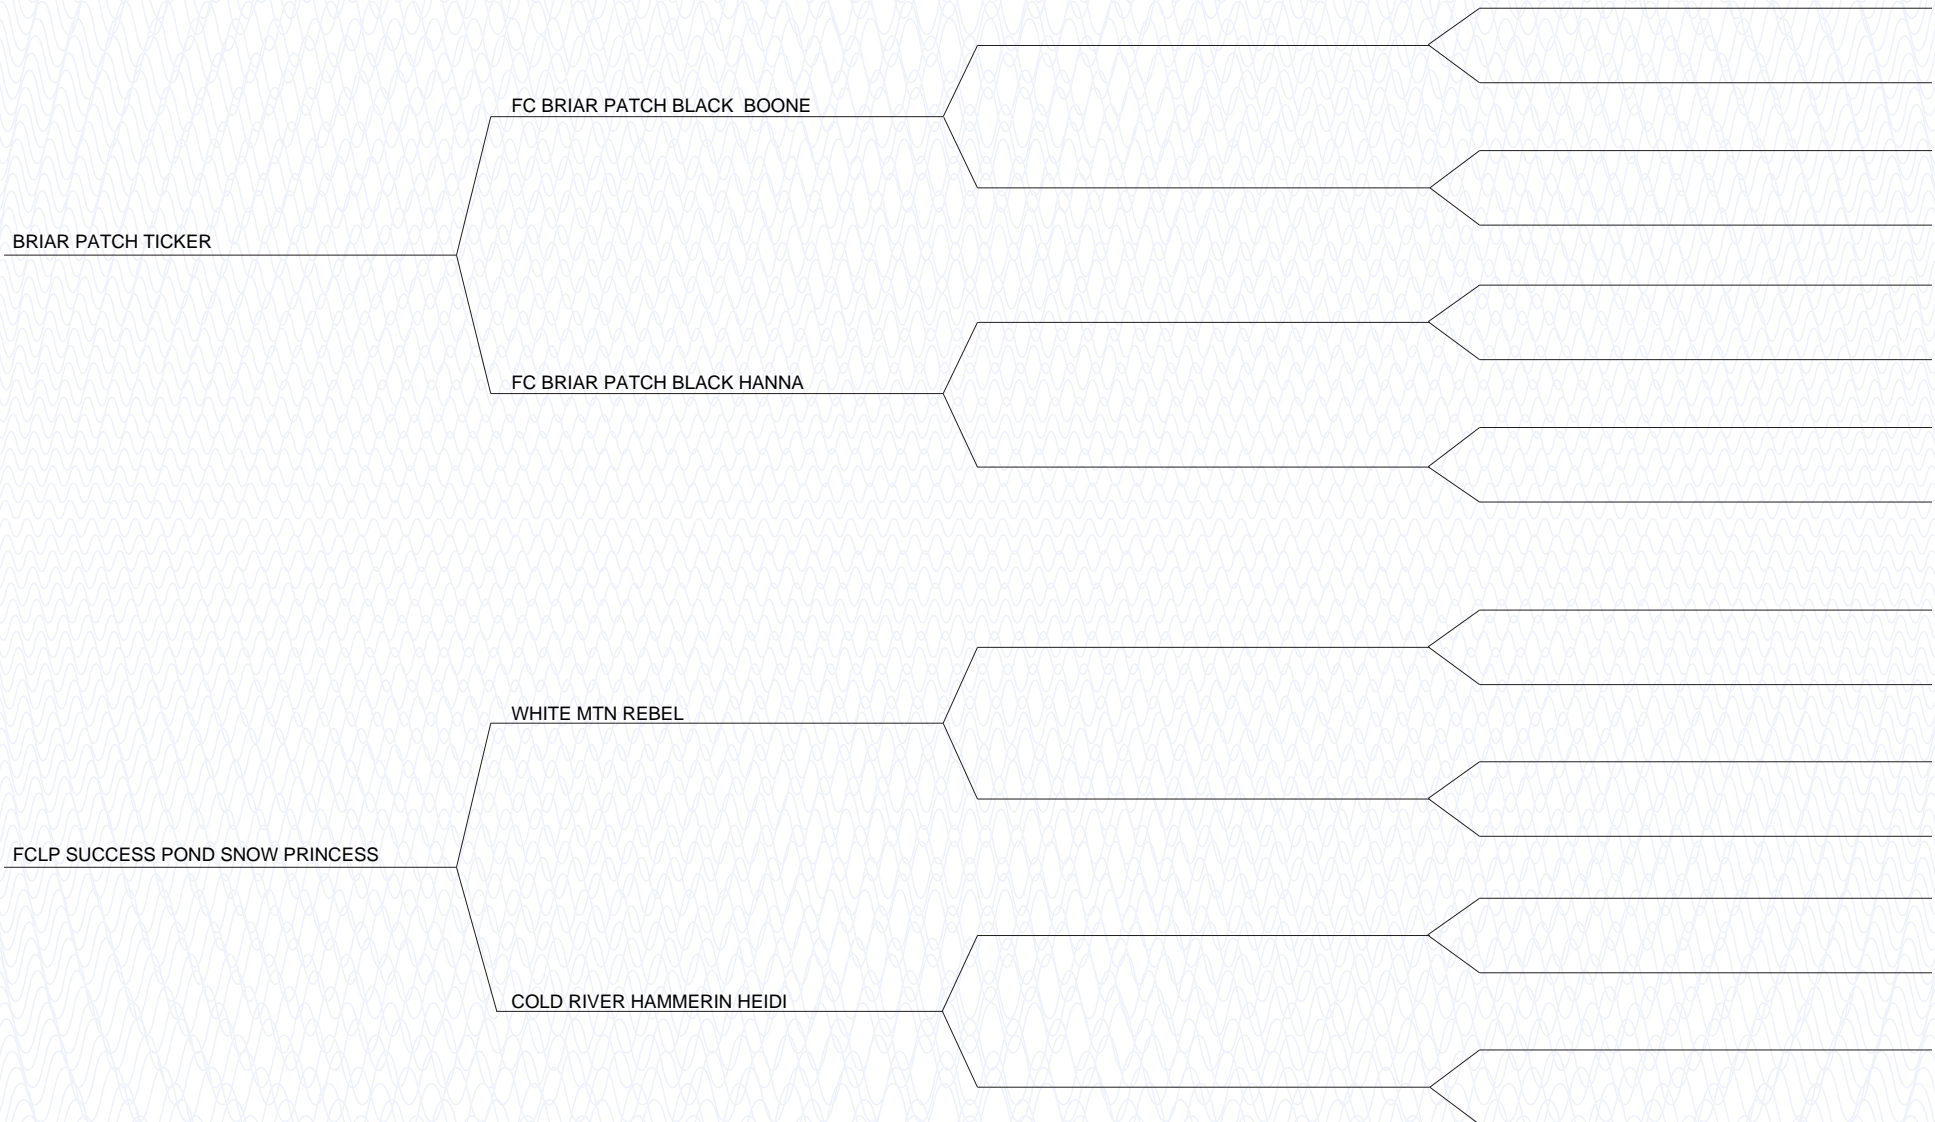 FC BRIAR PATCH BLACK  BOONE
BRIAR PATCH TICKER
FC BRIAR PATCH BLACK HANNA
WHITE MTN REBEL
FCLP SUCCESS POND SNOW PRINCESS
COLD RIVER HAMMERIN HEIDI